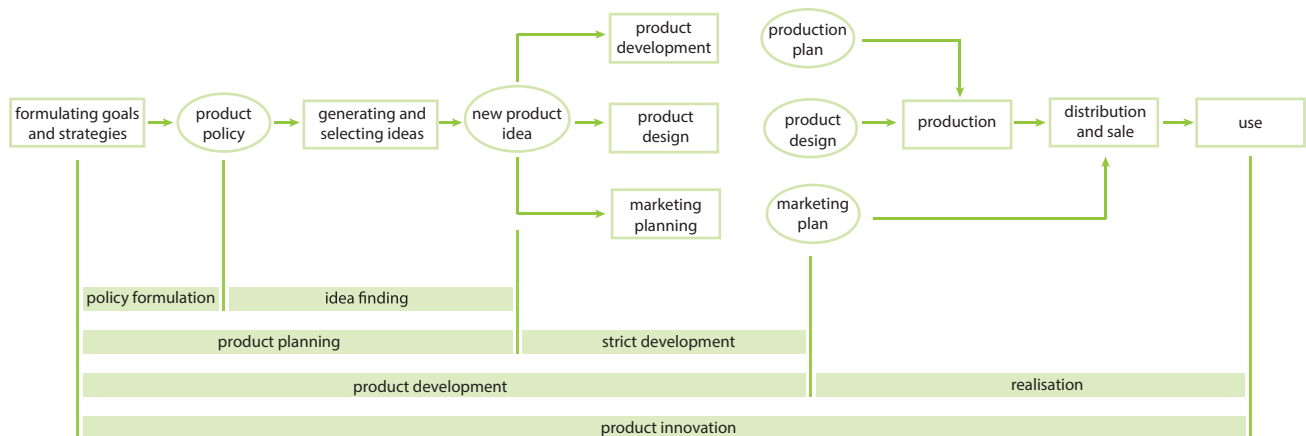 product
development
production
plan
formulating goals
and strategies
product
policy
generating and
selecting ideas
new product
idea
product
design
product
design
production
distribution
and sale
use
marketing
planning
marketing
plan
policy formulation
idea finding
product planning
strict development
product development
realisation
product innovation